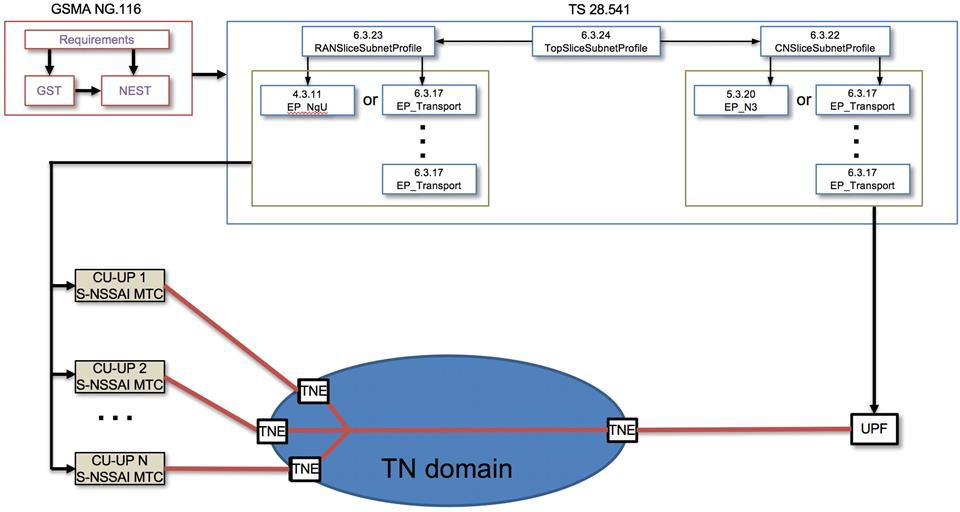 GSMA NG.116
Requirements
GST
NEST
TS 28.541
6.3.23
RANSliceSubnetProfile
6.3.24
TopSliceSubnetProfile
6.3.22
CNSliceSubnetProfile
4.3.11
EP_NgU
or
6.3.17
EP_Transport
6.3.17
EP_Transport
5.3.20
EP_N3
or
6.3.17
EP_Transport
6.3.17
EP_Transport
CU-UP 1
S-NSSAI MTC
CU-UP 2
S-NSSAI MTC
...
CU-UP N
S-NSSAI MTC
TNE
TNE
TNE
TNE
TN domain
UPF